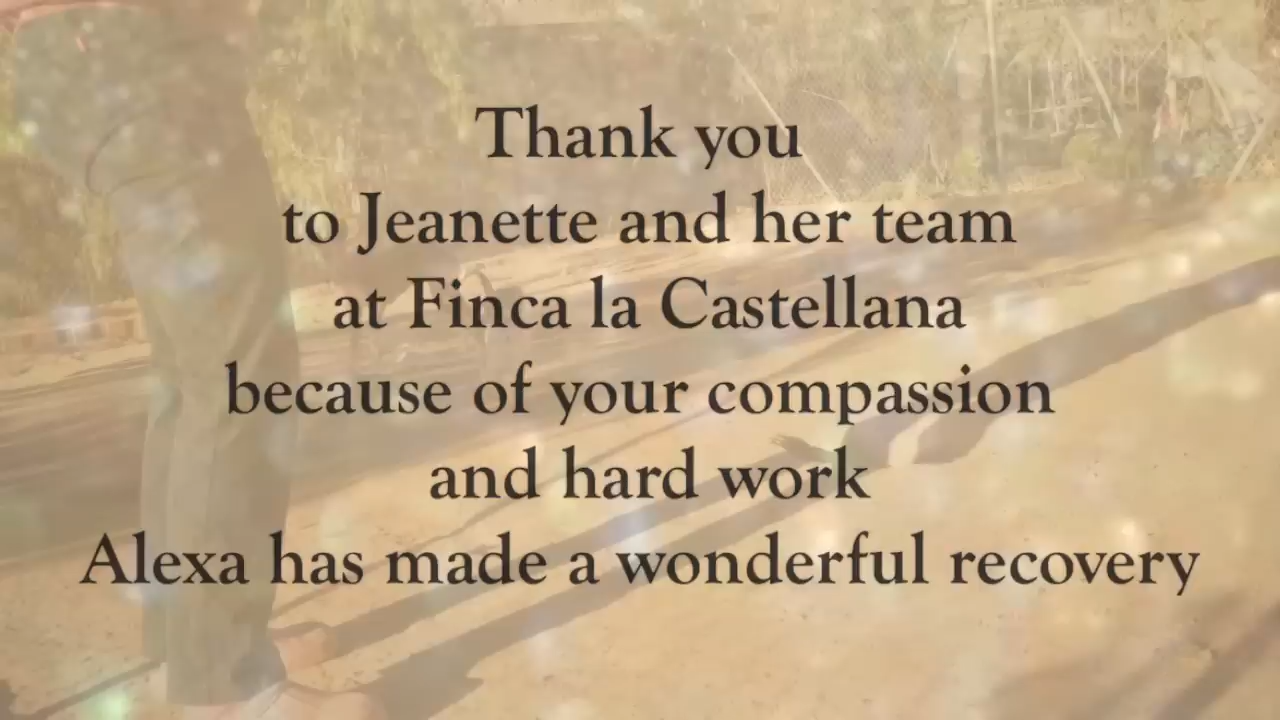 Thank you
to Jeanette and her team
at Finca la Castellana
because of your compassion
and hard work
Alexa has made a wonderful recovery